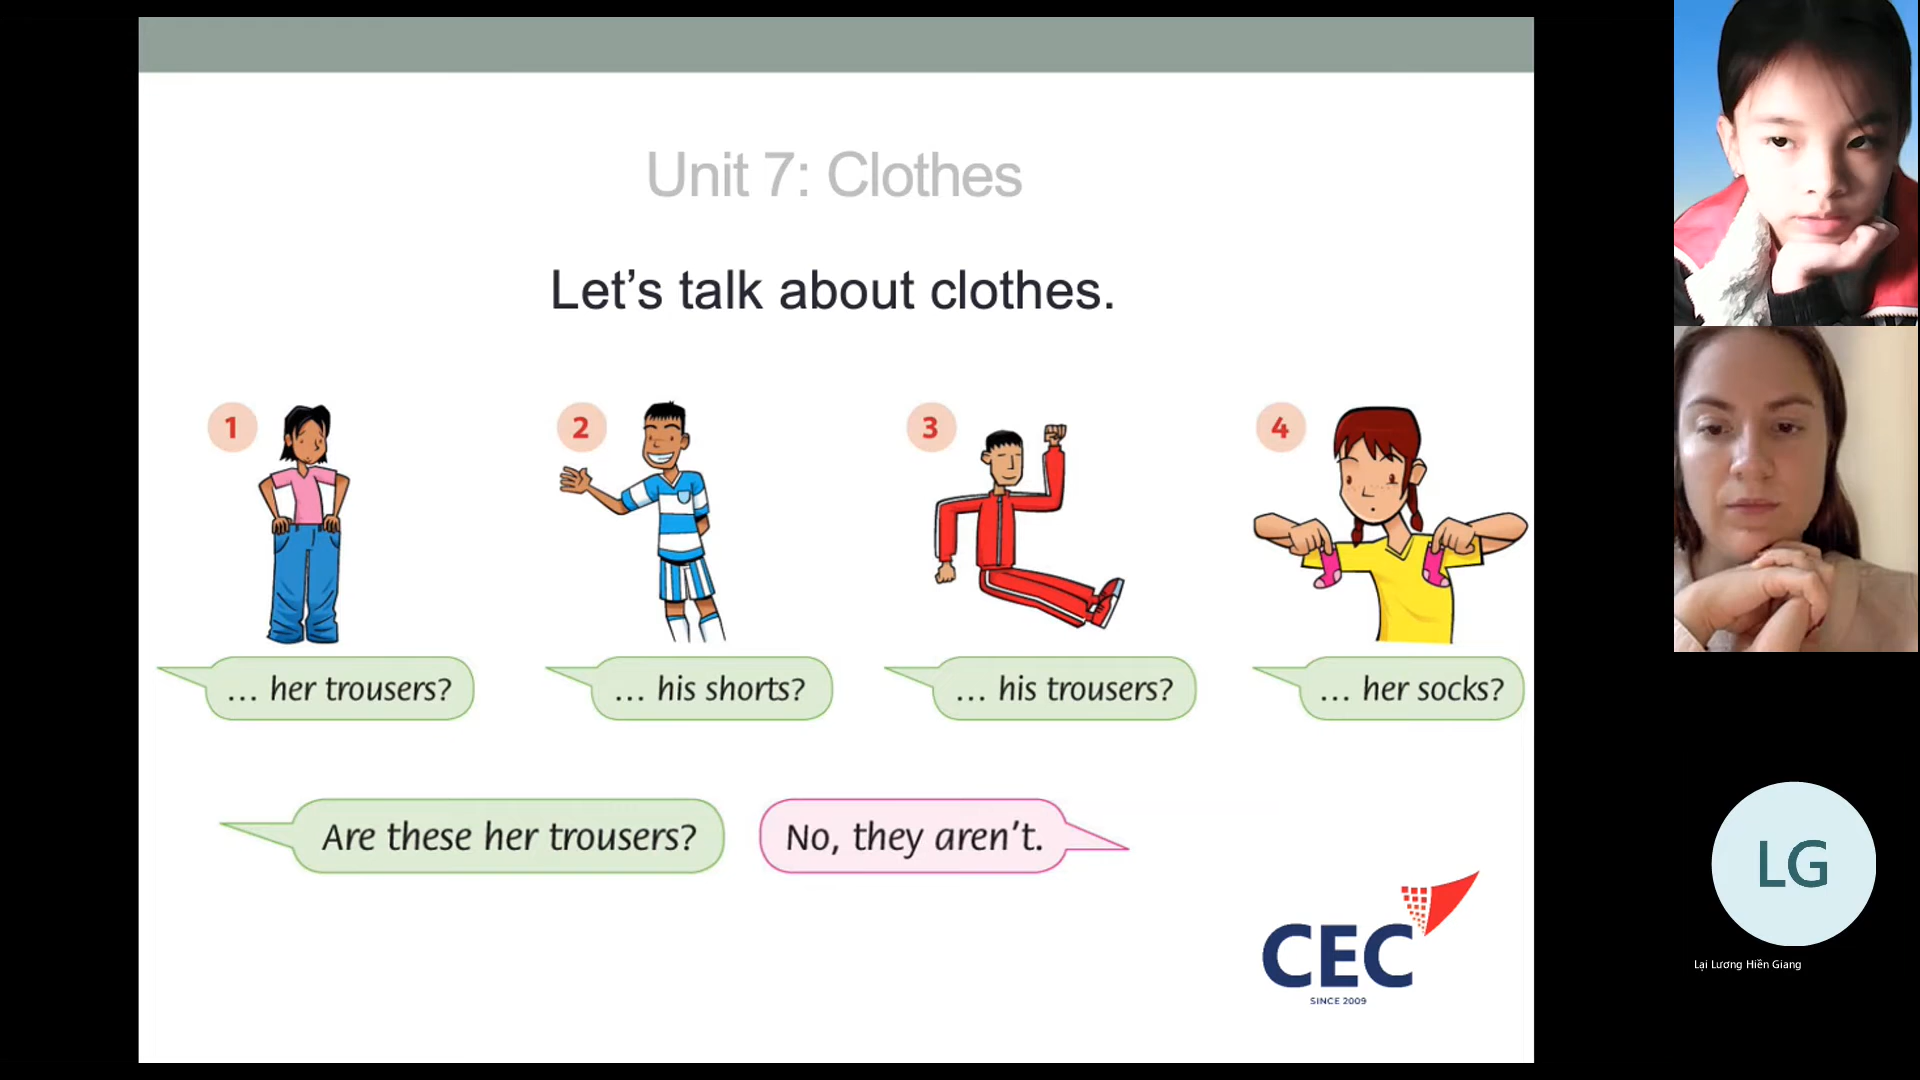 Unit 7: Clothes
Let's talk about clothes.
1
2
3
4
... her trousers?
... his shorts?
... his trousers?
... her socks?
Are these her trousers?
No, they aren't.
CEC
SINCE 2009
LG
Lại Lương Hiền Giang